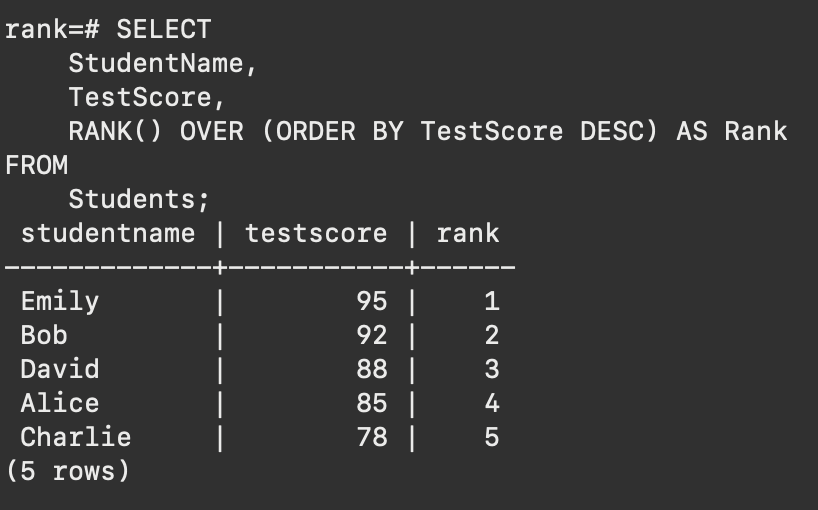 rank=# SELECT
    StudentName,
    TestScore,
    RANK() OVER (ORDER BY TestScore DESC) AS Rank
FROM
    Students;
 studentname | testscore | rank
-------------+-----------+------
 Emily       |        95 |    1
 Bob         |        92 |    2
 David       |        88 |    3
 Alice       |        85 |    4
 Charlie     |        78 |    5
(5 rows)